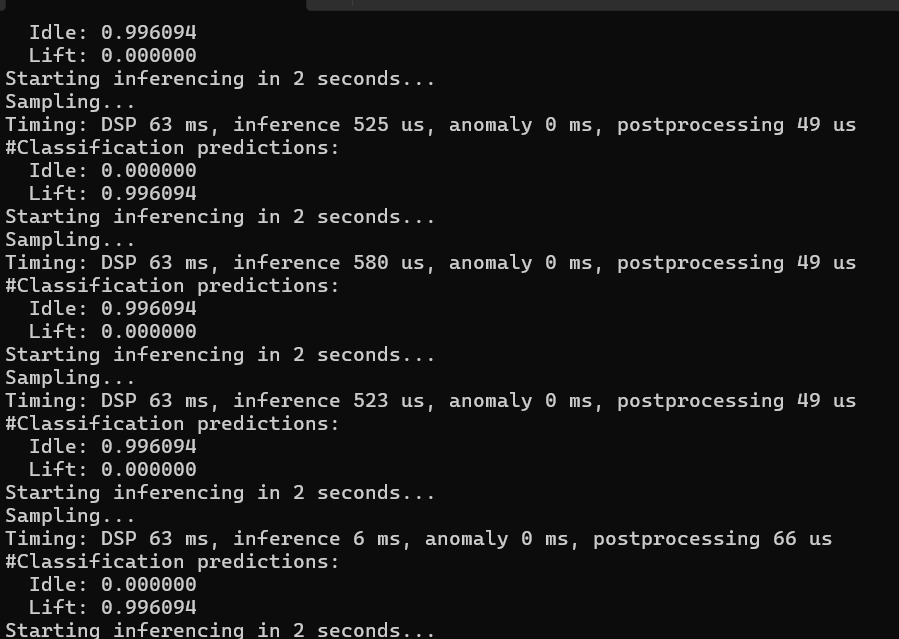 Idle: 0.996094
Lift: 0.000000
Starting inferencing in 2 seconds...
Sampling...
Timing: DSP 63 ms, inference 525 us, anomaly 0 ms, postprocessing 49 us
#Classification predictions:
Idle: 0.000000
Lift: 0.996094
Starting inferencing in 2 seconds...
Sampling...
Timing: DSP 63 ms, inference 580 us, anomaly 0 ms, postprocessing 49 us
#Classification predictions:
Idle: 0.996094
Lift: 0.000000
Starting inferencing in 2 seconds...
Sampling...
Timing: DSP 63 ms, inference 523 us, anomaly 0 ms, postprocessing 49 us
#Classification predictions:
Idle: 0.996094
Lift: 0.000000
Starting inferencing in 2 seconds...
Sampling...
Timing: DSP 63 ms, inference 6 ms, anomaly 0 ms, postprocessing 66 us
#Classification predictions:
Idle: 0.000000
Lift: 0.996094
Starting inferencing in 2 seconds...